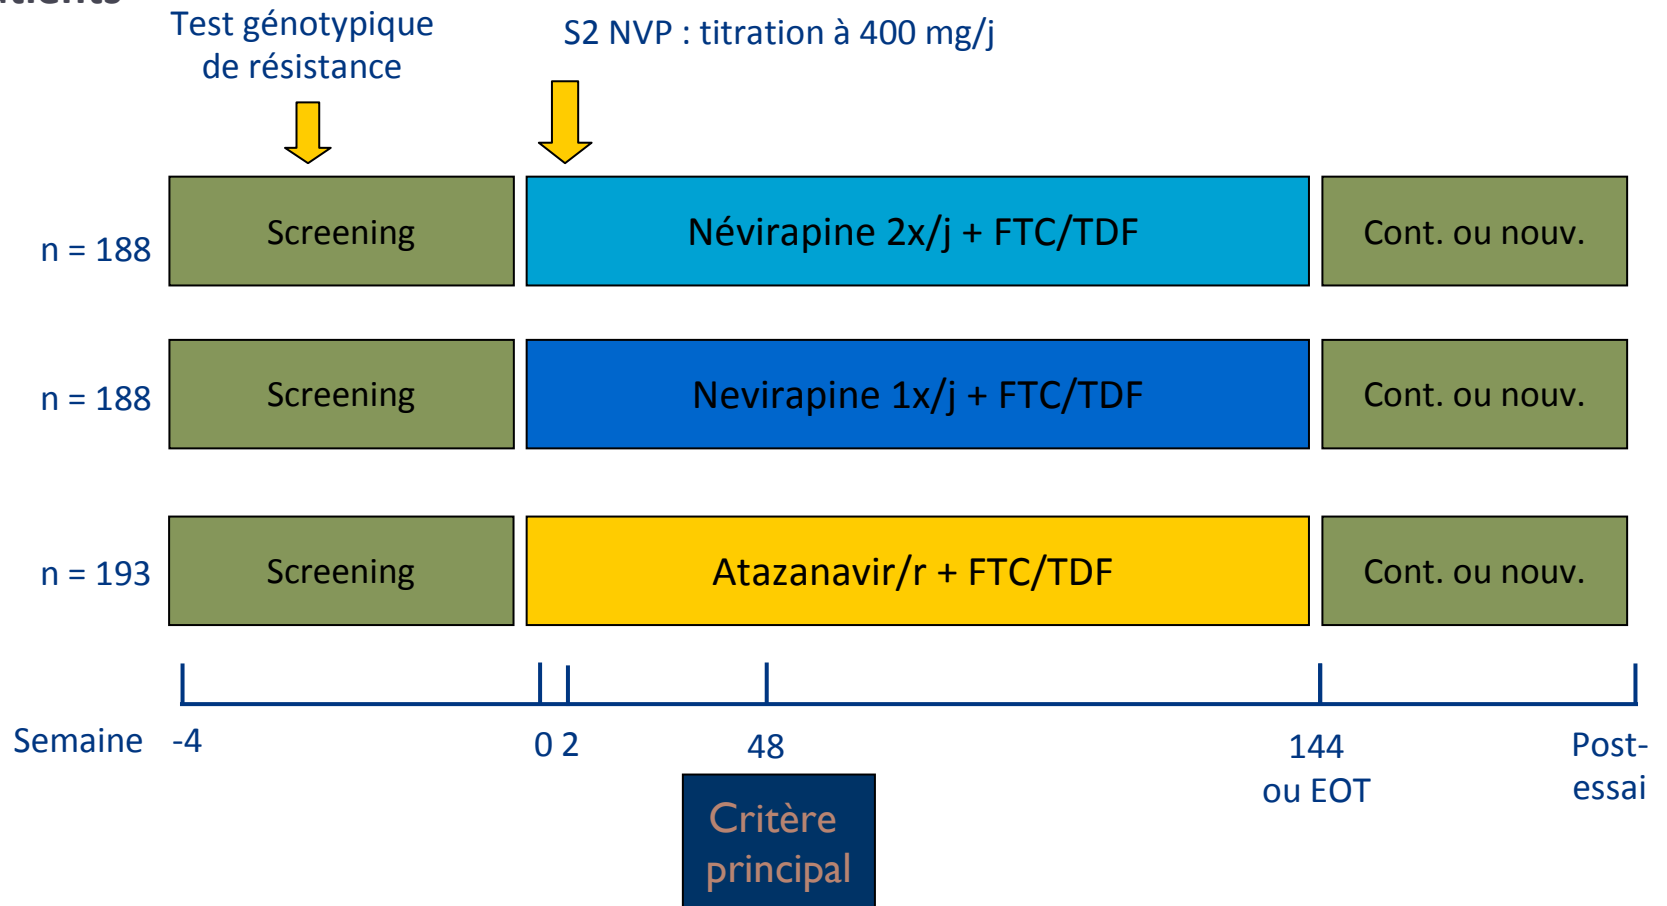 Test génotypique
de résistance
S2 NVP : titration à 400 mg/j
n = 188
Screening
Névirapine 2x/j + FTC/TDF
Cont. ou nouv.
n = 188
Screening
Nevirapine 1x/j + FTC/TDF
Cont. ou nouv.
n = 193
Screening
Atazanavir/r + FTC/TDF
Cont. ou nouv.
Semaine -4 0 2 48 144 Post-
ou EOT essai
Critère
principal